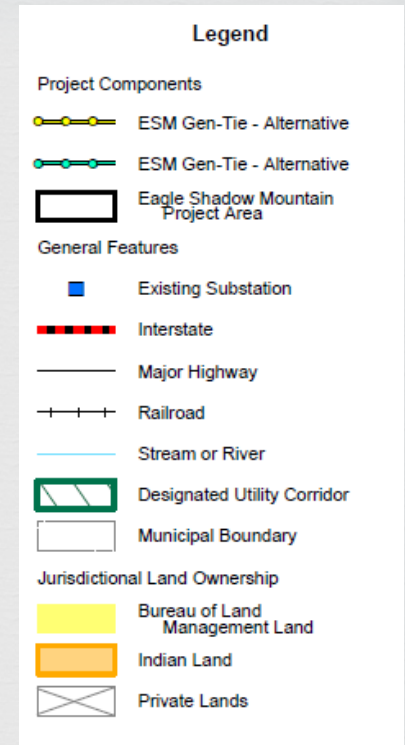 Legend
Project Components
ESM Gen-Tie - Alternative
ESM Gen-Tie - Alternative
Eagle Shadow Mountain
Project Area
General Features
Existing Substation
Interstate
Major Highway
Railroad
Stream or River
Designated Utility Corridor
Municipal Boundary
Jurisdictional Land Ownership
Bureau of Land
Management Land
Indian Land
Private Lands